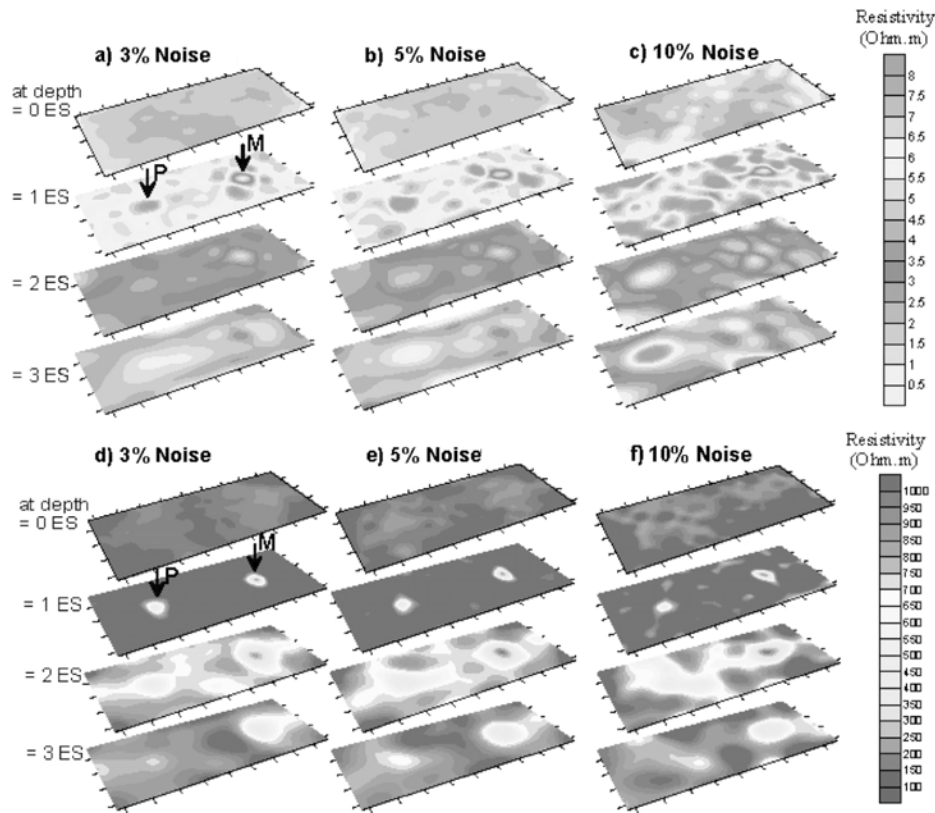 Resistivity
(Ohm.m)
a) 3% Noise
b) 5% Noise
c) 10% Noise
at depth
= 0 ES
= 1 ES
= 2 ES
= 3 ES
P
M
8
7.5
7
6.5
6
5.5
5
4.5
4
3.5
3
2.5
2
1.5
1
0.5
Resistivity
(Ohm.m)
d) 3% Noise
e) 5% Noise
f) 10% Noise
at depth
= 0 ES
= 1 ES
= 2 ES
= 3 ES
P
M
1000
950
900
850
800
750
700
650
600
550
500
450
400
350
300
250
200
150
100